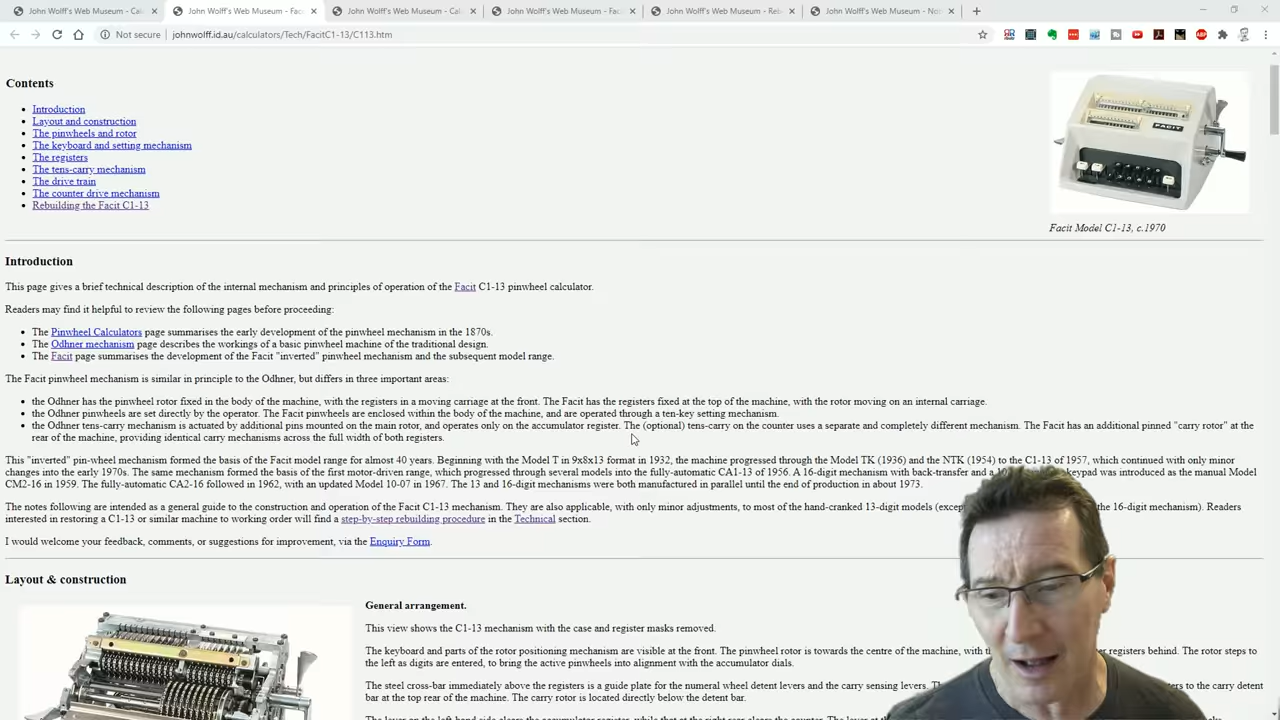 John Wolff's Web Museum - Cal
John Wolff's Web Museum - Fac
John Wolff's Web Museum - Cal
John Wolff's Web Museum - Fac
John Wolff's Web Museum - Reb
John Wolff's Web Museum - Not
Not secure
johnwolff.id.au/calculators/Tech/FacitC1-13/C113.htm
Contents
Introduction
Layout and construction
The pinwheels and rotor
The keyboard and setting mechanism
The registers
The tens-carry mechanism
The drive train
The counter drive mechanism
Rebuilding the Facit C1-13
FACIT
Facit Model C1-13, c.1970
Introduction
This page gives a brief technical description of the internal mechanism and principles of operation of the Facit C1-13 pinwheel calculator.
Readers may find it helpful to review the following pages before proceeding:
The Pinwheel Calculators page summarises the early development of the pinwheel mechanism in the 1870s.
The Odhner mechanism page describes the workings of a basic pinwheel machine of the traditional design.
The Facit page summarises the development of the Facit "inverted" pinwheel mechanism and the subsequent model range.
The Facit pinwheel mechanism is similar in principle to the Odhner, but differs in three important areas:
the Odhner has the pinwheel rotor fixed in the body of the machine, with the registers in a moving carriage at the front. The Facit has the registers fixed at the top of the machine, with the rotor moving on an internal carriage.
the Odhner pinwheels are set directly by the operator. The Facit pinwheels are enclosed within the body of the machine, and are operated through a ten-key setting mechanism.
the Odhner tens-carry mechanism is actuated by additional pins mounted on the main rotor, and operates only on the accumulator register. The (optional) tens-carry on the counter uses a separate and completely different mechanism. The Facit has an additional pinned "carry rotor" at the
rear of the machine, providing identical carry mechanisms across the full width of both registers.
This "inverted" pin-wheel mechanism formed the basis of the Facit model range for almost 40 years. Beginning with the Model T in 9x8x13 format in 1932, the machine progressed through the Model TK (1936) and the NTK (1954) to the C1-13 of 1957, which continued with only minor
changes into the early 1970s. The same mechanism formed the basis of the first motor-driven range, which progressed through several models into the fully-automatic CA1-13 of 1956. A 16-digit mechanism with back-transfer and a keypad was introduced as the manual Model
CM2-16 in 1959. The fully-automatic CA2-16 followed in 1962, with an updated Model 10-07 in 1967. The 13 and 16-digit mechanisms were both manufactured in parallel until the end of production in about 1973.
The notes following are intended as a general guide to the construction and operation of the Facit C1-13 mechanism. They are also applicable, with only minor adjustments, to most of the hand-cranked 13-digit models the 16-digit mechanism). Readers
interested in restoring a C1-13 or similar machine to working order will find a step-by-step rebuilding procedure in the Technical section.
I would welcome your feedback, comments, or suggestions for improvement, via the Enquiry Form.
Layout & construction
General arrangement.
This view shows the C1-13 mechanism with the case and register masks removed.
The keyboard and parts of the rotor positioning mechanism are visible at the front. The pinwheel rotor is towards the centre of the machine, with registers behind. The rotor steps to
the left as digits are entered, to bring the active pinwheels into alignment with the accumulator dials.
The steel cross-bar immediately above the registers is a guide plate for the numeral wheel detent levers and the carry sensing levers. to the carry detent
bar at the top rear of the machine. The carry rotor is located directly below the detent bar.